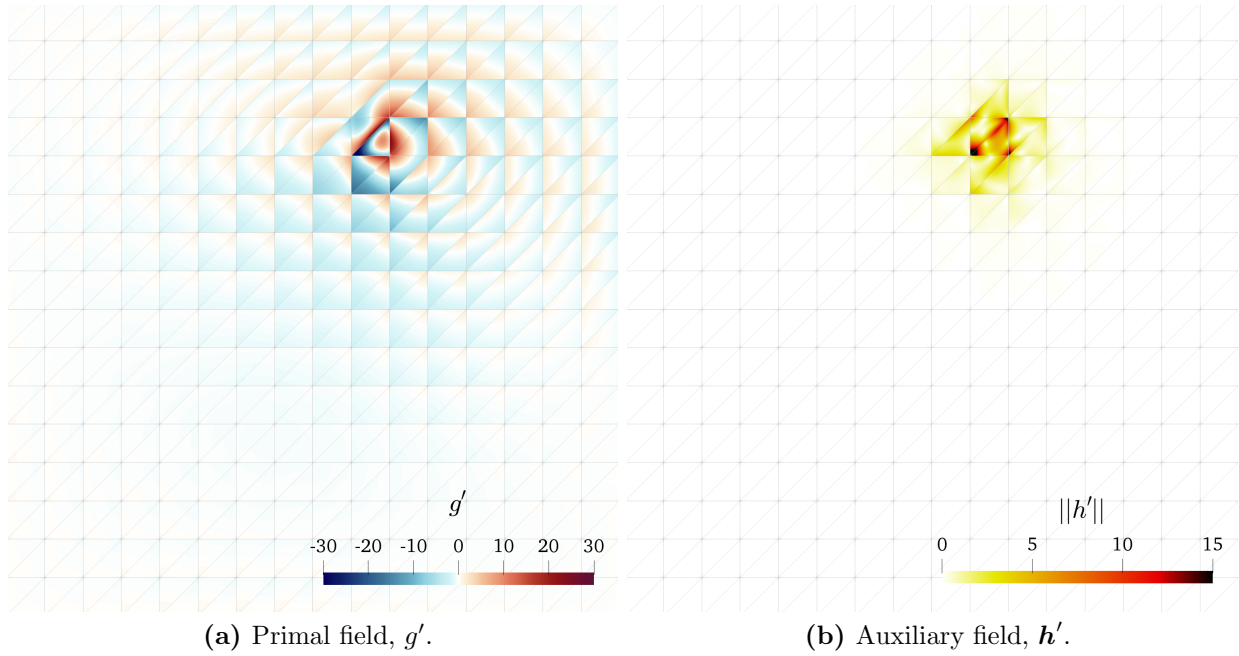 g′
-30 -20 -10 0 10 20 30
||h′||
0 5 10 15
(a) Primal field, g′.
(b) Auxiliary field, h′.